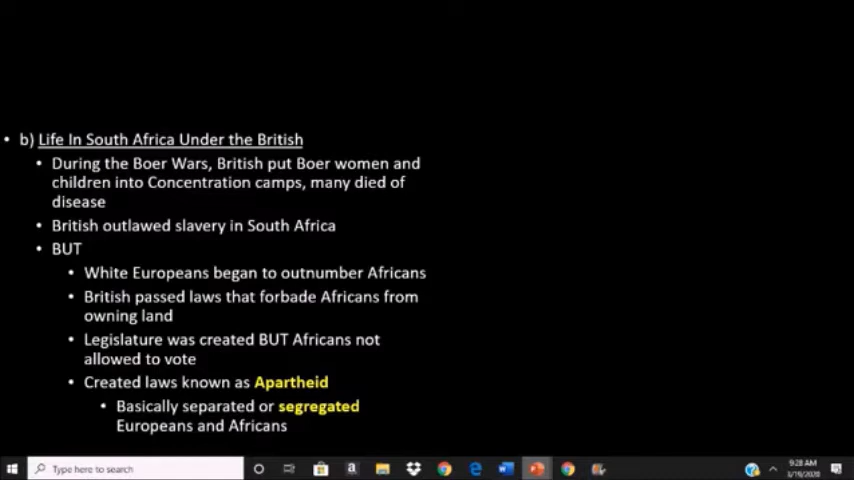 • b) Life In South Africa Under the British
• During the Boer Wars, British put Boer women and
children into Concentration camps, many died of
disease
• British outlawed slavery in South Africa
• BUT
• White Europeans began to outnumber Africans
• British passed laws that forbade Africans from
owning land
• Legislature was created BUT Africans not
allowed to vote
• Created laws known as Apartheid
• Basically separated or segregated
Europeans and Africans
Type here to search
9:28 AM
3/19/2020